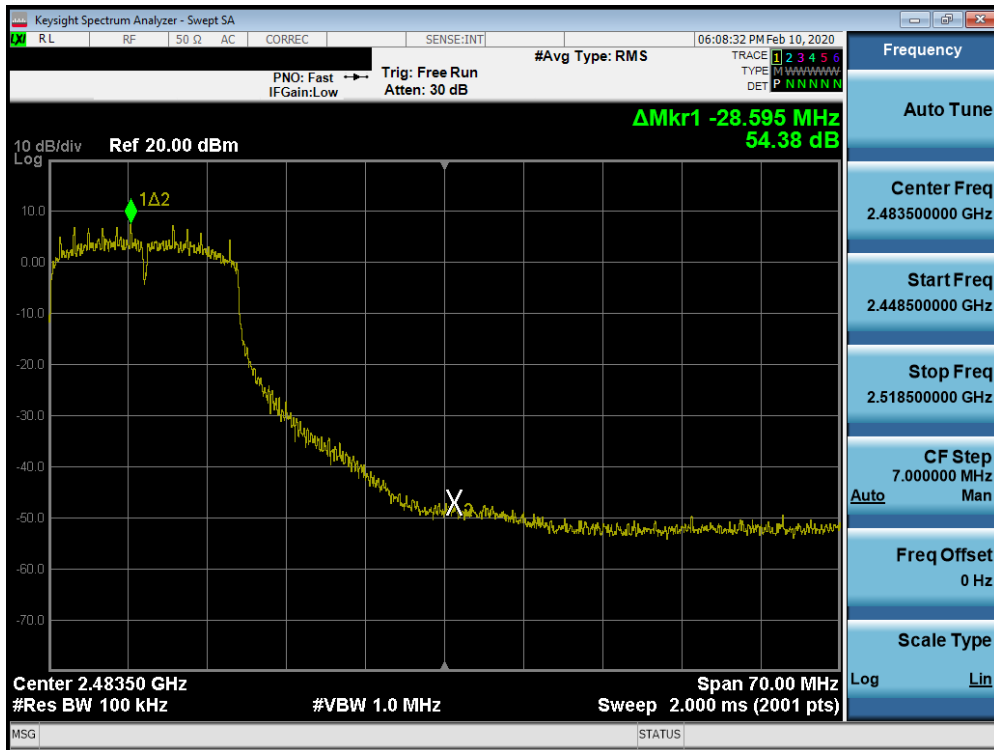 Keysight Spectrum Analyzer - Swept SA
LXI RL RF 50 Ω AC CORREC SENSE:INT 06:08:32 PM Feb 10, 2020
PNO: Fast
IFGain:Low
Trig: Free Run
Atten: 30 dB
#Avg Type: RMS
TRACE 1 2 3 4 5 6
TYPE M W W W W W
DET P N N N N N
ΔMkr1 -28.595 MHz
54.38 dB
10 dB/div Ref 20.00 dBm
Log
1Δ2
10.0
0.00
-10.0
-20.0
-30.0
-40.0
-50.0
-60.0
-70.0
X2
Center 2.48350 GHz Span 70.00 MHz
#Res BW 100 kHz #VBW 1.0 MHz Sweep 2.000 ms (2001 pts)
MSG STATUS
Frequency
Auto Tune
Center Freq
2.483500000 GHz
Start Freq
2.448500000 GHz
Stop Freq
2.518500000 GHz
CF Step
7.000000 MHz
Auto Man
Freq Offset
0 Hz
Scale Type
Log Lin